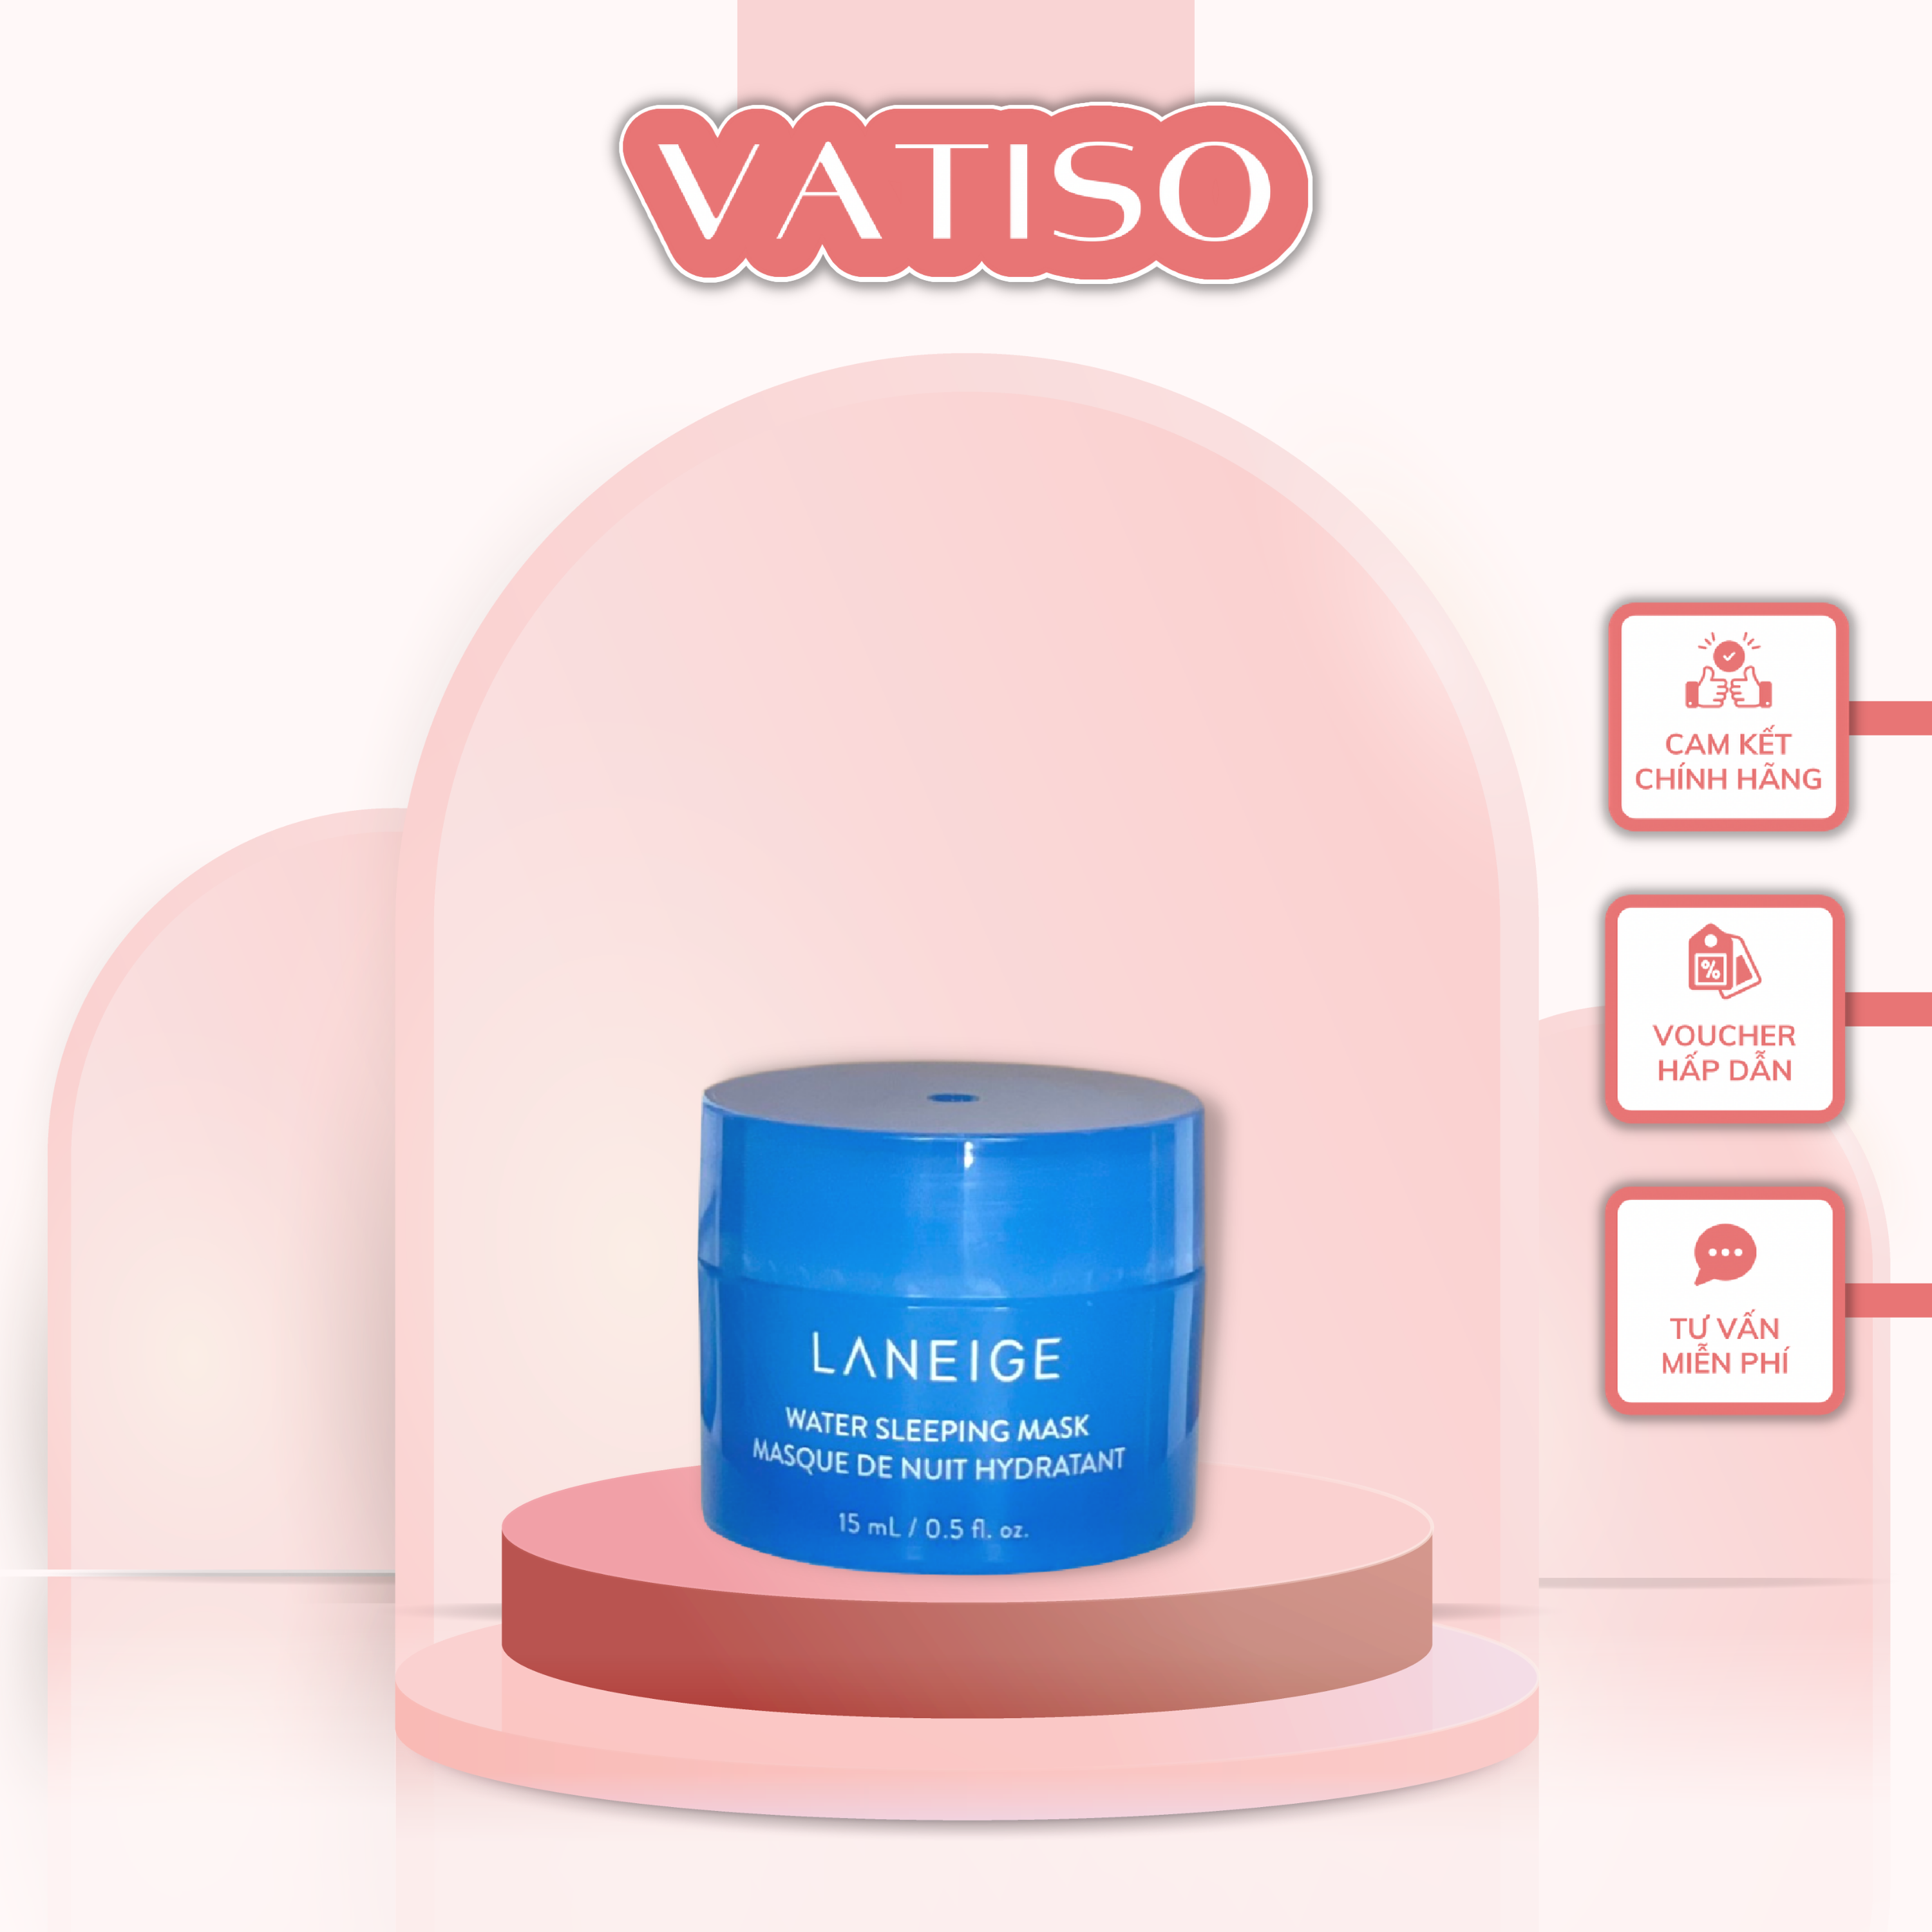 VATISO
CAM KẾT
CHÍNH HÃNG
VOUCHER
HẤP DẪN
TƯ VẤN
MIỄN PHÍ
LANEIGE
WATER SLEEPING MASK
MASQUE DE NUIT HYDRATANT
15 mL / 0.5 fl. oz.